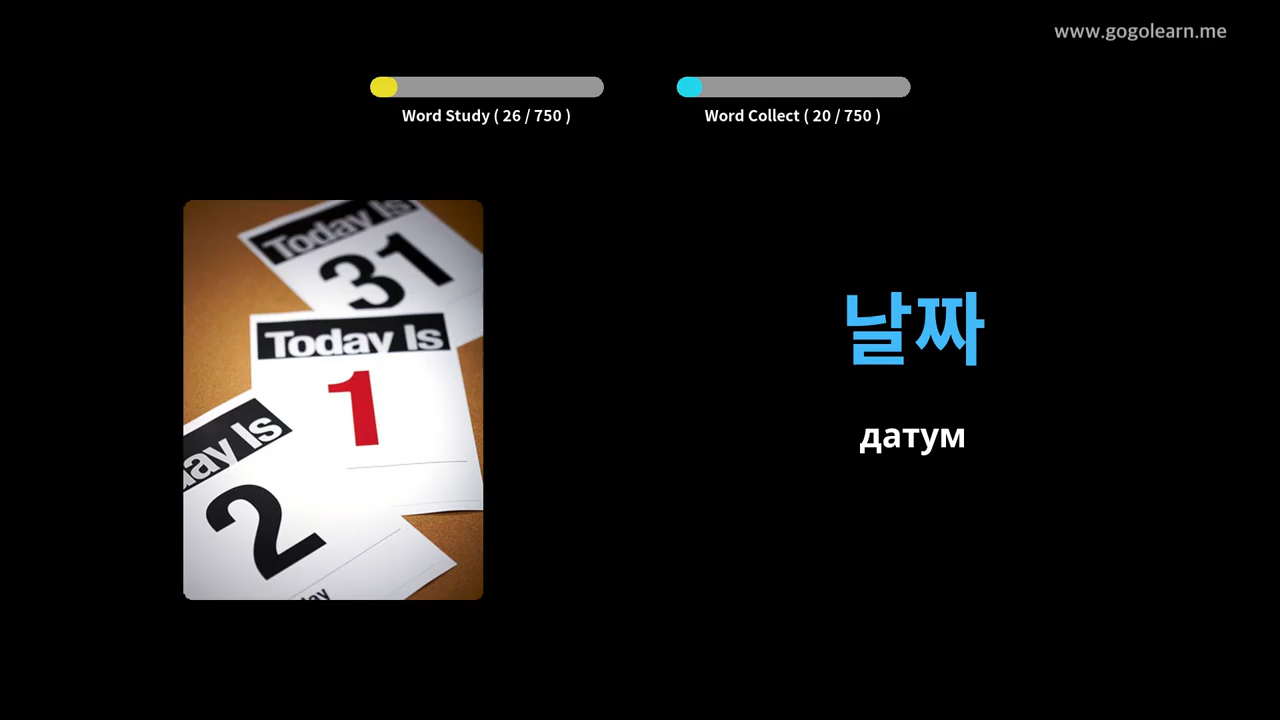 www.gogolearn.me
Word Study ( 26 / 750 )
Word Collect ( 20 / 750 )
Today Is
31
Today Is
1
ay Is
2
날짜
датум